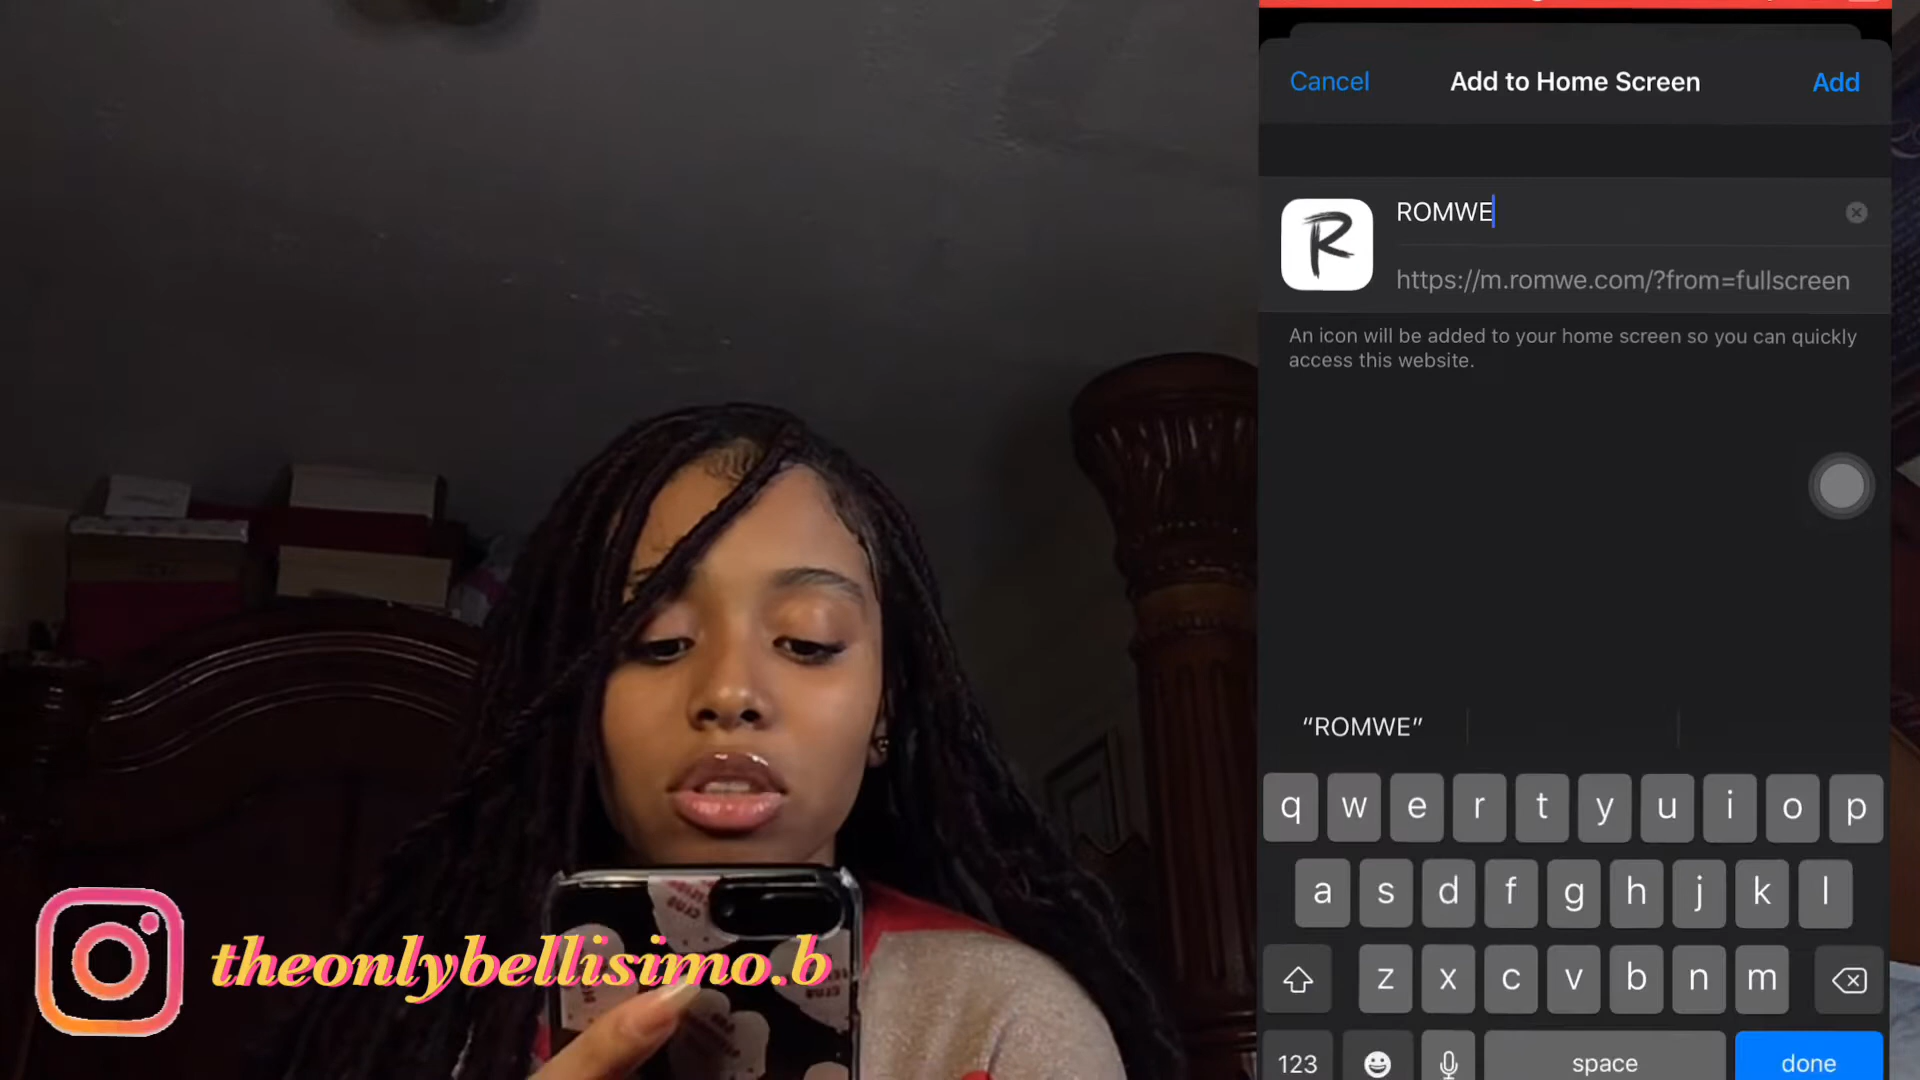 Cancel
Add to Home Screen
Add
R
ROMWE
https://m.romwe.com/?from=fullscreen
An icon will be added to your home screen so you can quickly
access this website.
“ROMWE”
q w e r t y u i o p
a s d f g h j k l
z x c v b n m
123
space
done
theonlybellisimo.b
CLUB